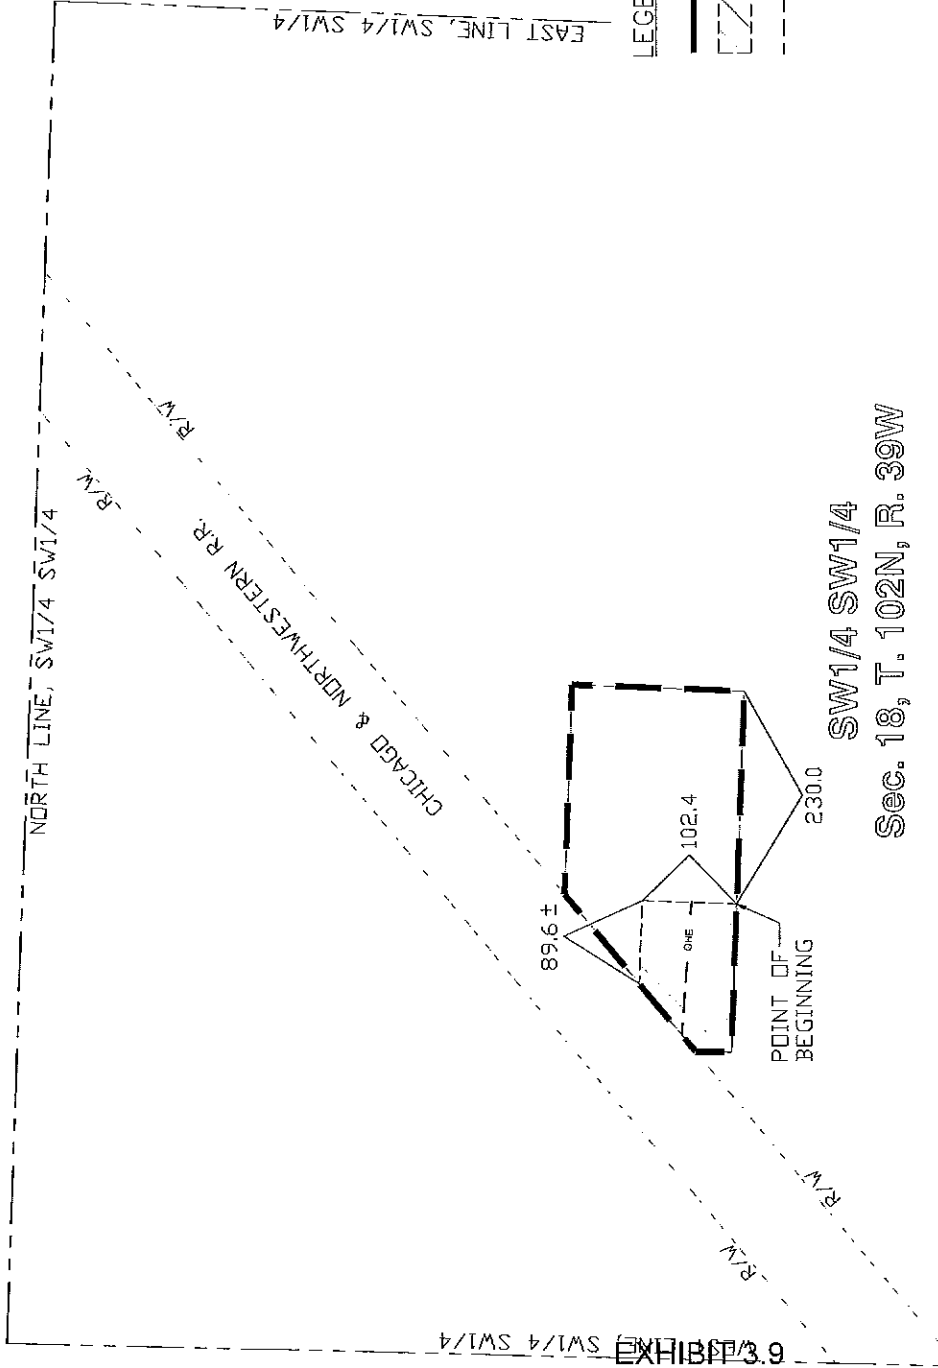 NORTH LINE, SW1/4 SW1/4
EAST LINE, SW1/4 SW1/4
LEGE
R/W
R/W
CHICAGO & NORTHWESTERN R.R.
89.6 ±
102.4
OHE
230.0
POINT OF
BEGINNING
SW1/4 SW1/4
Sec. 18, T. 102N, R. 39W
R/W
R/W
WEST LINE, SW1/4 SW1/4
EXHIBIT 3.9